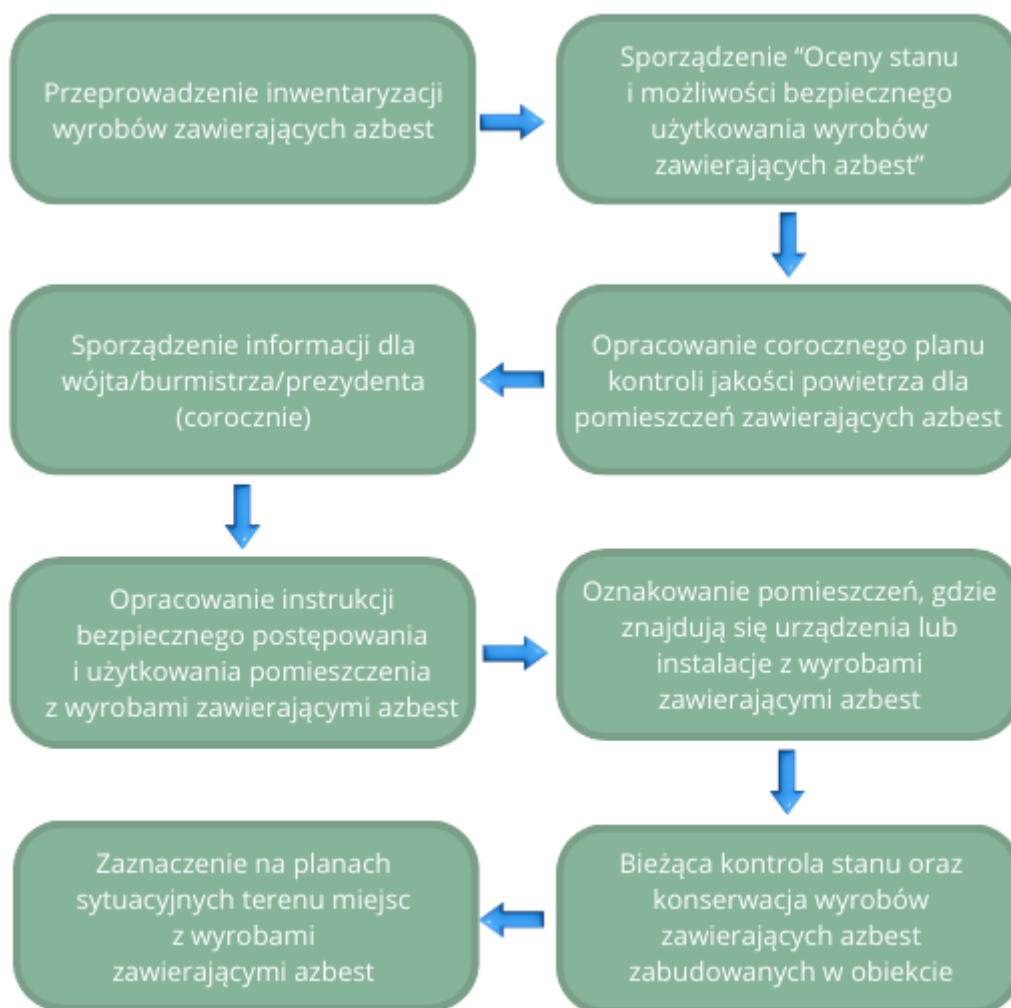 Przeprowadzenie inwentaryzacji
wyrobów zawierających azbest
Sporządzenie “Oceny stanu
i możliwości bezpiecznego
użytkowania wyrobów
zawierających azbest”
Opracowanie corocznego planu
kontroli jakości powietrza dla
pomieszczeń zawierających azbest
Sporządzenie informacji dla
wójta/burmistrza/prezydenta
(corocznie)
Opracowanie instrukcji
bezpiecznego postępowania
i użytkowania pomieszczenia
z wyrobami zawierającymi azbest
Oznakowanie pomieszczeń, gdzie
znajdują się urządzenia lub
instalacje z wyrobami
zawierającymi azbest
Bieżąca kontrola stanu oraz
konserwacja wyrobów
zawierających azbest
zabudowanych w obiekcie
Zaznaczenie na planach
sytuacyjnych terenu miejsc
z wyrobami
zawierającymi azbest